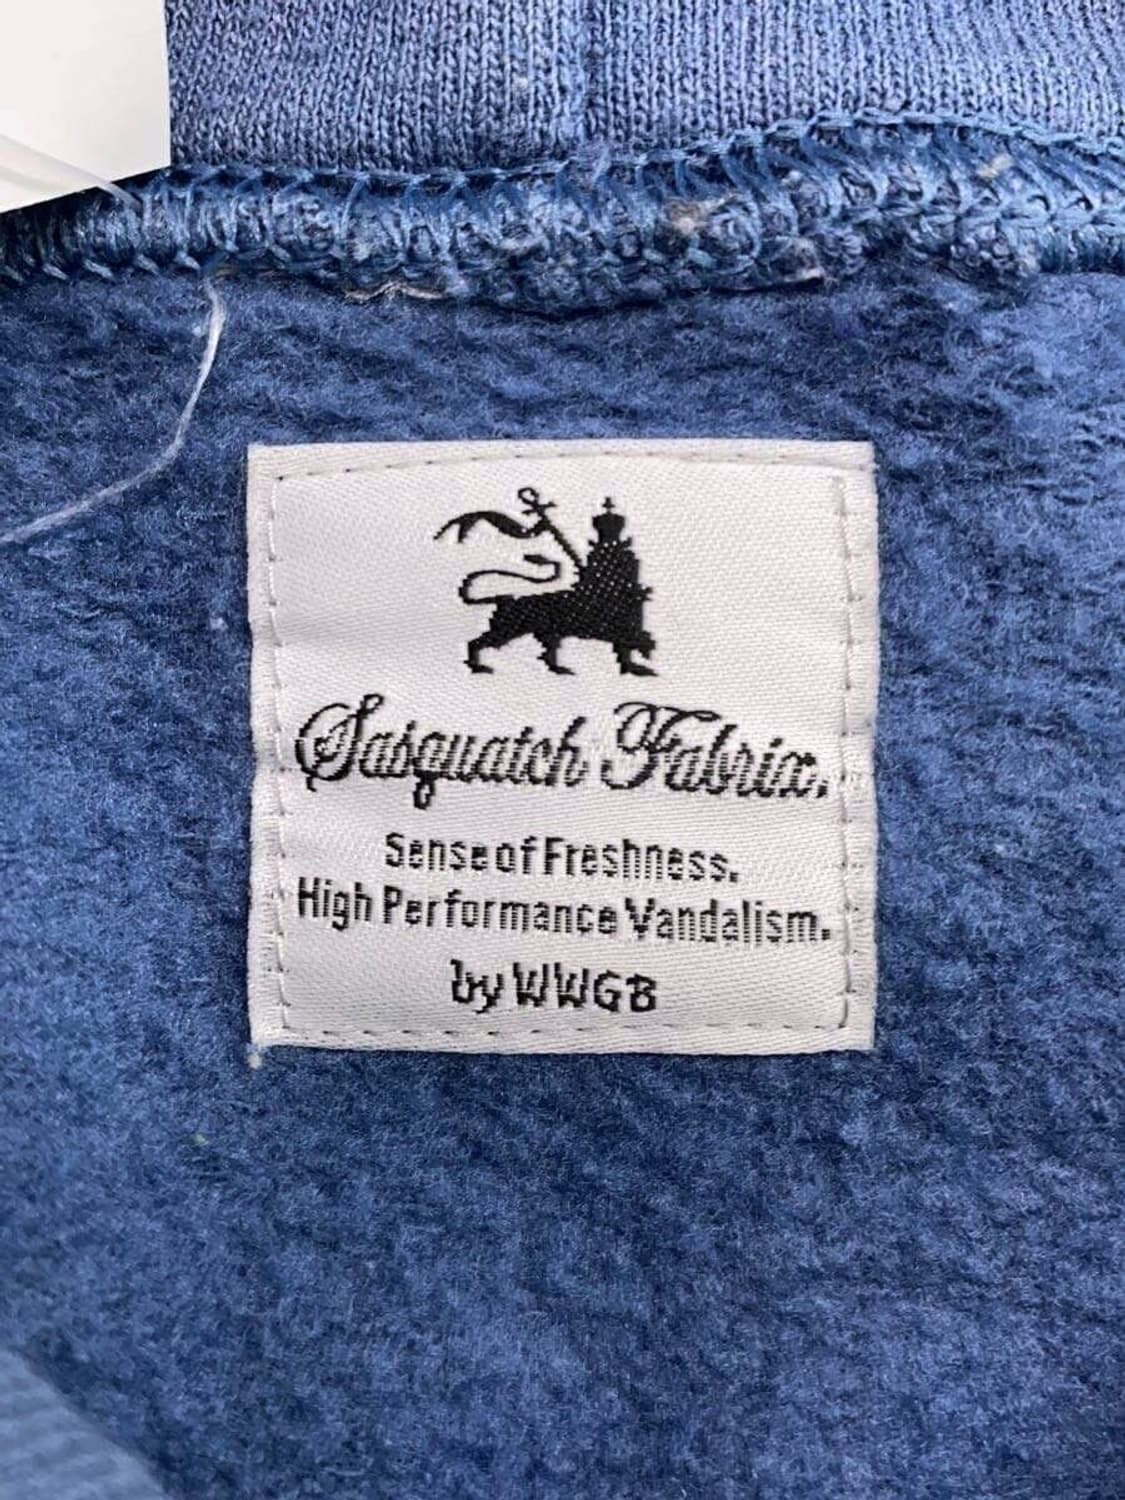 Sasquatch Fabrix.
Sense of Freshness.
High Performance Vandalism.
by WWGB